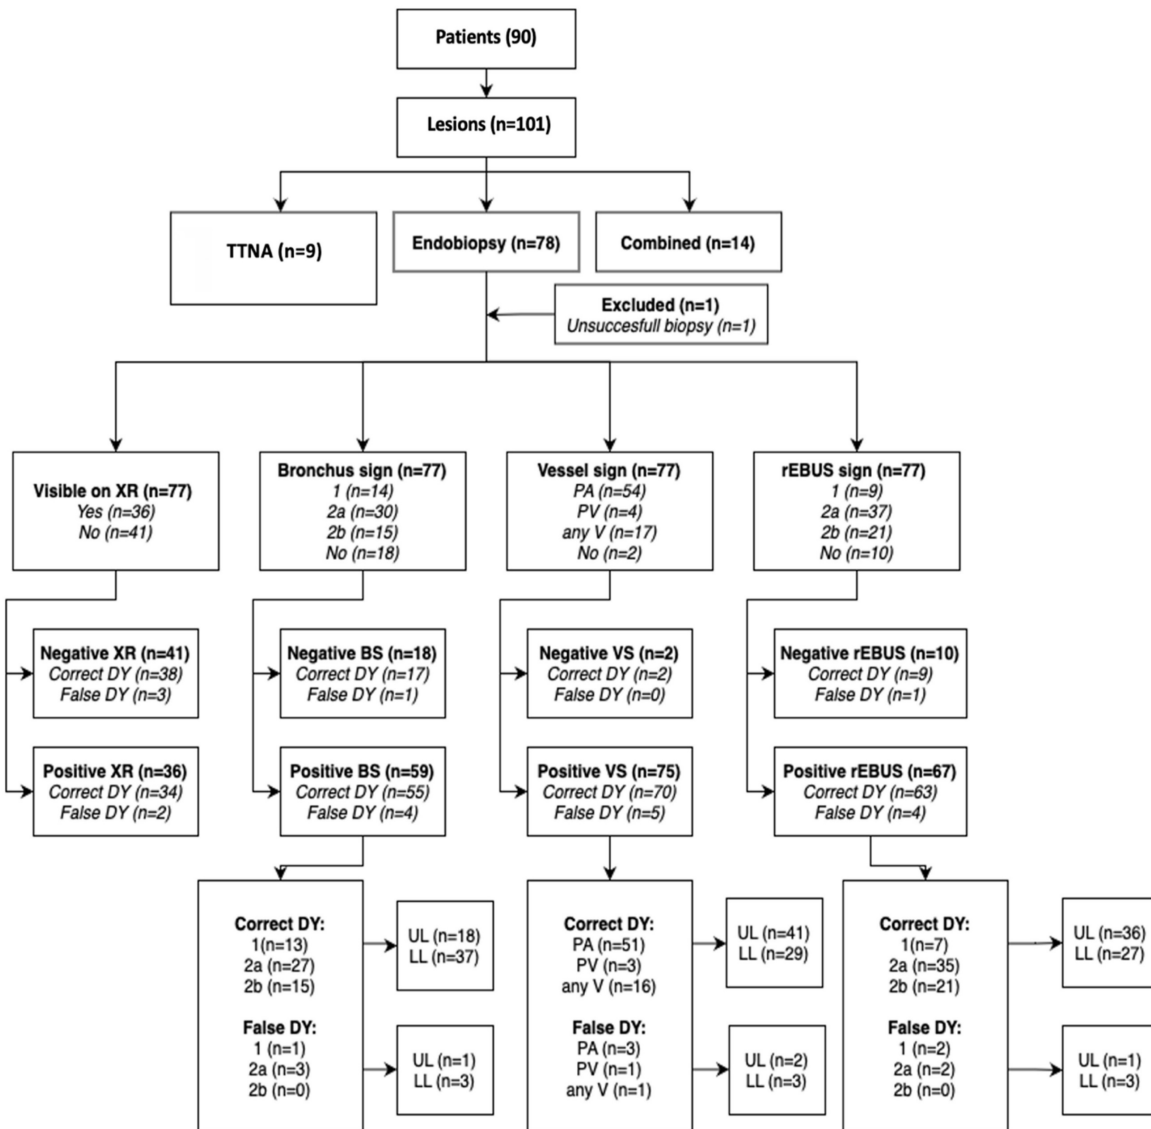 Patients (90)
Lesions (n=101)
TTNA (n=9)
Endobiopsy (n=78)
Combined (n=14)
Excluded (n=1)
Unsuccesfull biopsy (n=1)
Visible on XR (n=77)
Yes (n=36)
No (n=41)
Bronchus sign (n=77)
1 (n=14)
2a (n=30)
2b (n=15)
No (n=18)
Vessel sign (n=77)
PA (n=54)
PV (n=4)
any V (n=17)
No (n=2)
rEBUS sign (n=77)
1 (n=9)
2a (n=37)
2b (n=21)
No (n=10)
Negative XR (n=41)
Correct DY (n=38)
False DY (n=3)
Negative BS (n=18)
Correct DY (n=17)
False DY (n=1)
Negative VS (n=2)
Correct DY (n=2)
False DY (n=0)
Negative rEBUS (n=10)
Correct DY (n=9)
False DY (n=1)
Positive XR (n=36)
Correct DY (n=34)
False DY (n=2)
Positive BS (n=59)
Correct DY (n=55)
False DY (n=4)
Positive VS (n=75)
Correct DY (n=70)
False DY (n=5)
Positive rEBUS (n=67)
Correct DY (n=63)
False DY (n=4)
Correct DY:
1(n=13)
2a (n=27)
2b (n=15)
False DY:
1 (n=1)
2a (n=3)
2b (n=0)
UL (n=18)
LL (n=37)
UL (n=1)
LL (n=3)
Correct DY:
PA (n=51)
PV (n=3)
any V (n=16)
False DY:
PA (n=3)
PV (n=1)
any V (n=1)
UL (n=41)
LL (n=29)
UL (n=2)
LL (n=3)
Correct DY:
1(n=7)
2a (n=35)
2b (n=21)
False DY:
1 (n=2)
2a (n=2)
2b (n=0)
UL (n=36)
LL (n=27)
UL (n=1)
LL (n=3)